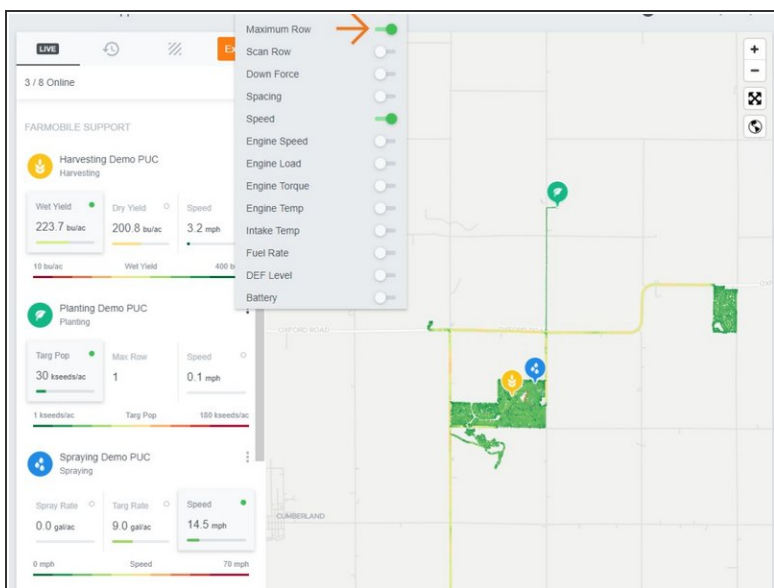 Maximum Row
Scan Row
Down Force
Spacing
Speed
Engine Speed
Engine Load
Engine Torque
Engine Temp
Intake Temp
Fuel Rate
DEF Level
Battery
LIVE
3 / 8 Online
FARMOBILE SUPPORT
Harvesting Demo PUC
Harvesting
Wet Yield Dry Yield Speed
223.7 bu/ac 200.8 bu/ac 3.2 mph
10 bu/ac Wet Yield 400
Planting Demo PUC
Planting
Targ Pop Max Row Speed
30 kseeds/ac 1 0.1 mph
1 kseeds/ac Targ Pop 180 kseeds/ac
Spraying Demo PUC
Spraying
Spray Rate Targ Rate Speed
0.0 gal/ac 9.0 gal/ac 14.5 mph
0 mph Speed 70 mph
+
−
OXFORD ROAD OXFORD ROAD
CUMBERLAND